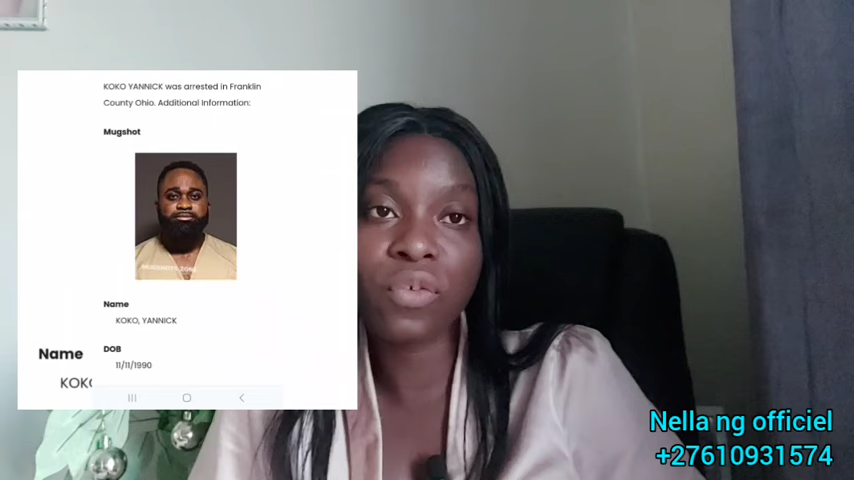 KOKO YANNICK was arrested in Franklin
County Ohio. Additional Information:
Mugshot
Name
KOKO, YANNICK
DOB
11/11/1990
Name
KOK
Nella ng officiel
+27610931574